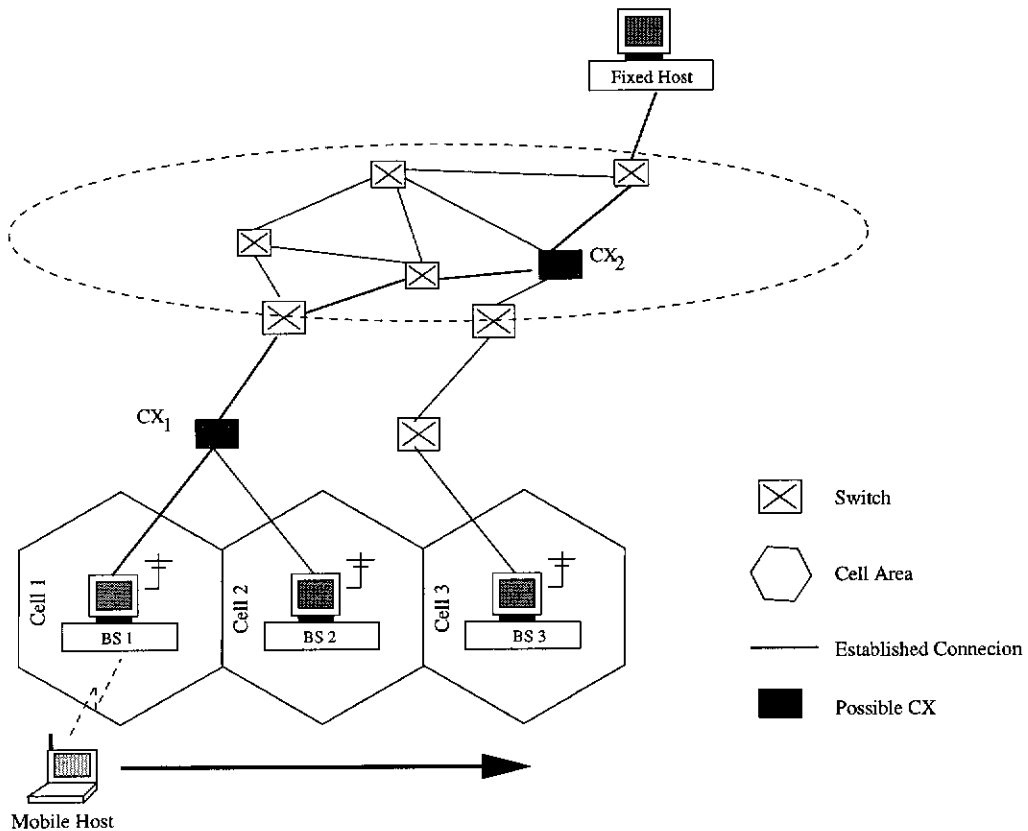 Fixed Host
CX2
CX1
Switch
Cell 1
Cell 2
Cell 3
Cell Area
BS 1
BS 2
BS 3
Established Connecion
Possible CX
Mobile Host